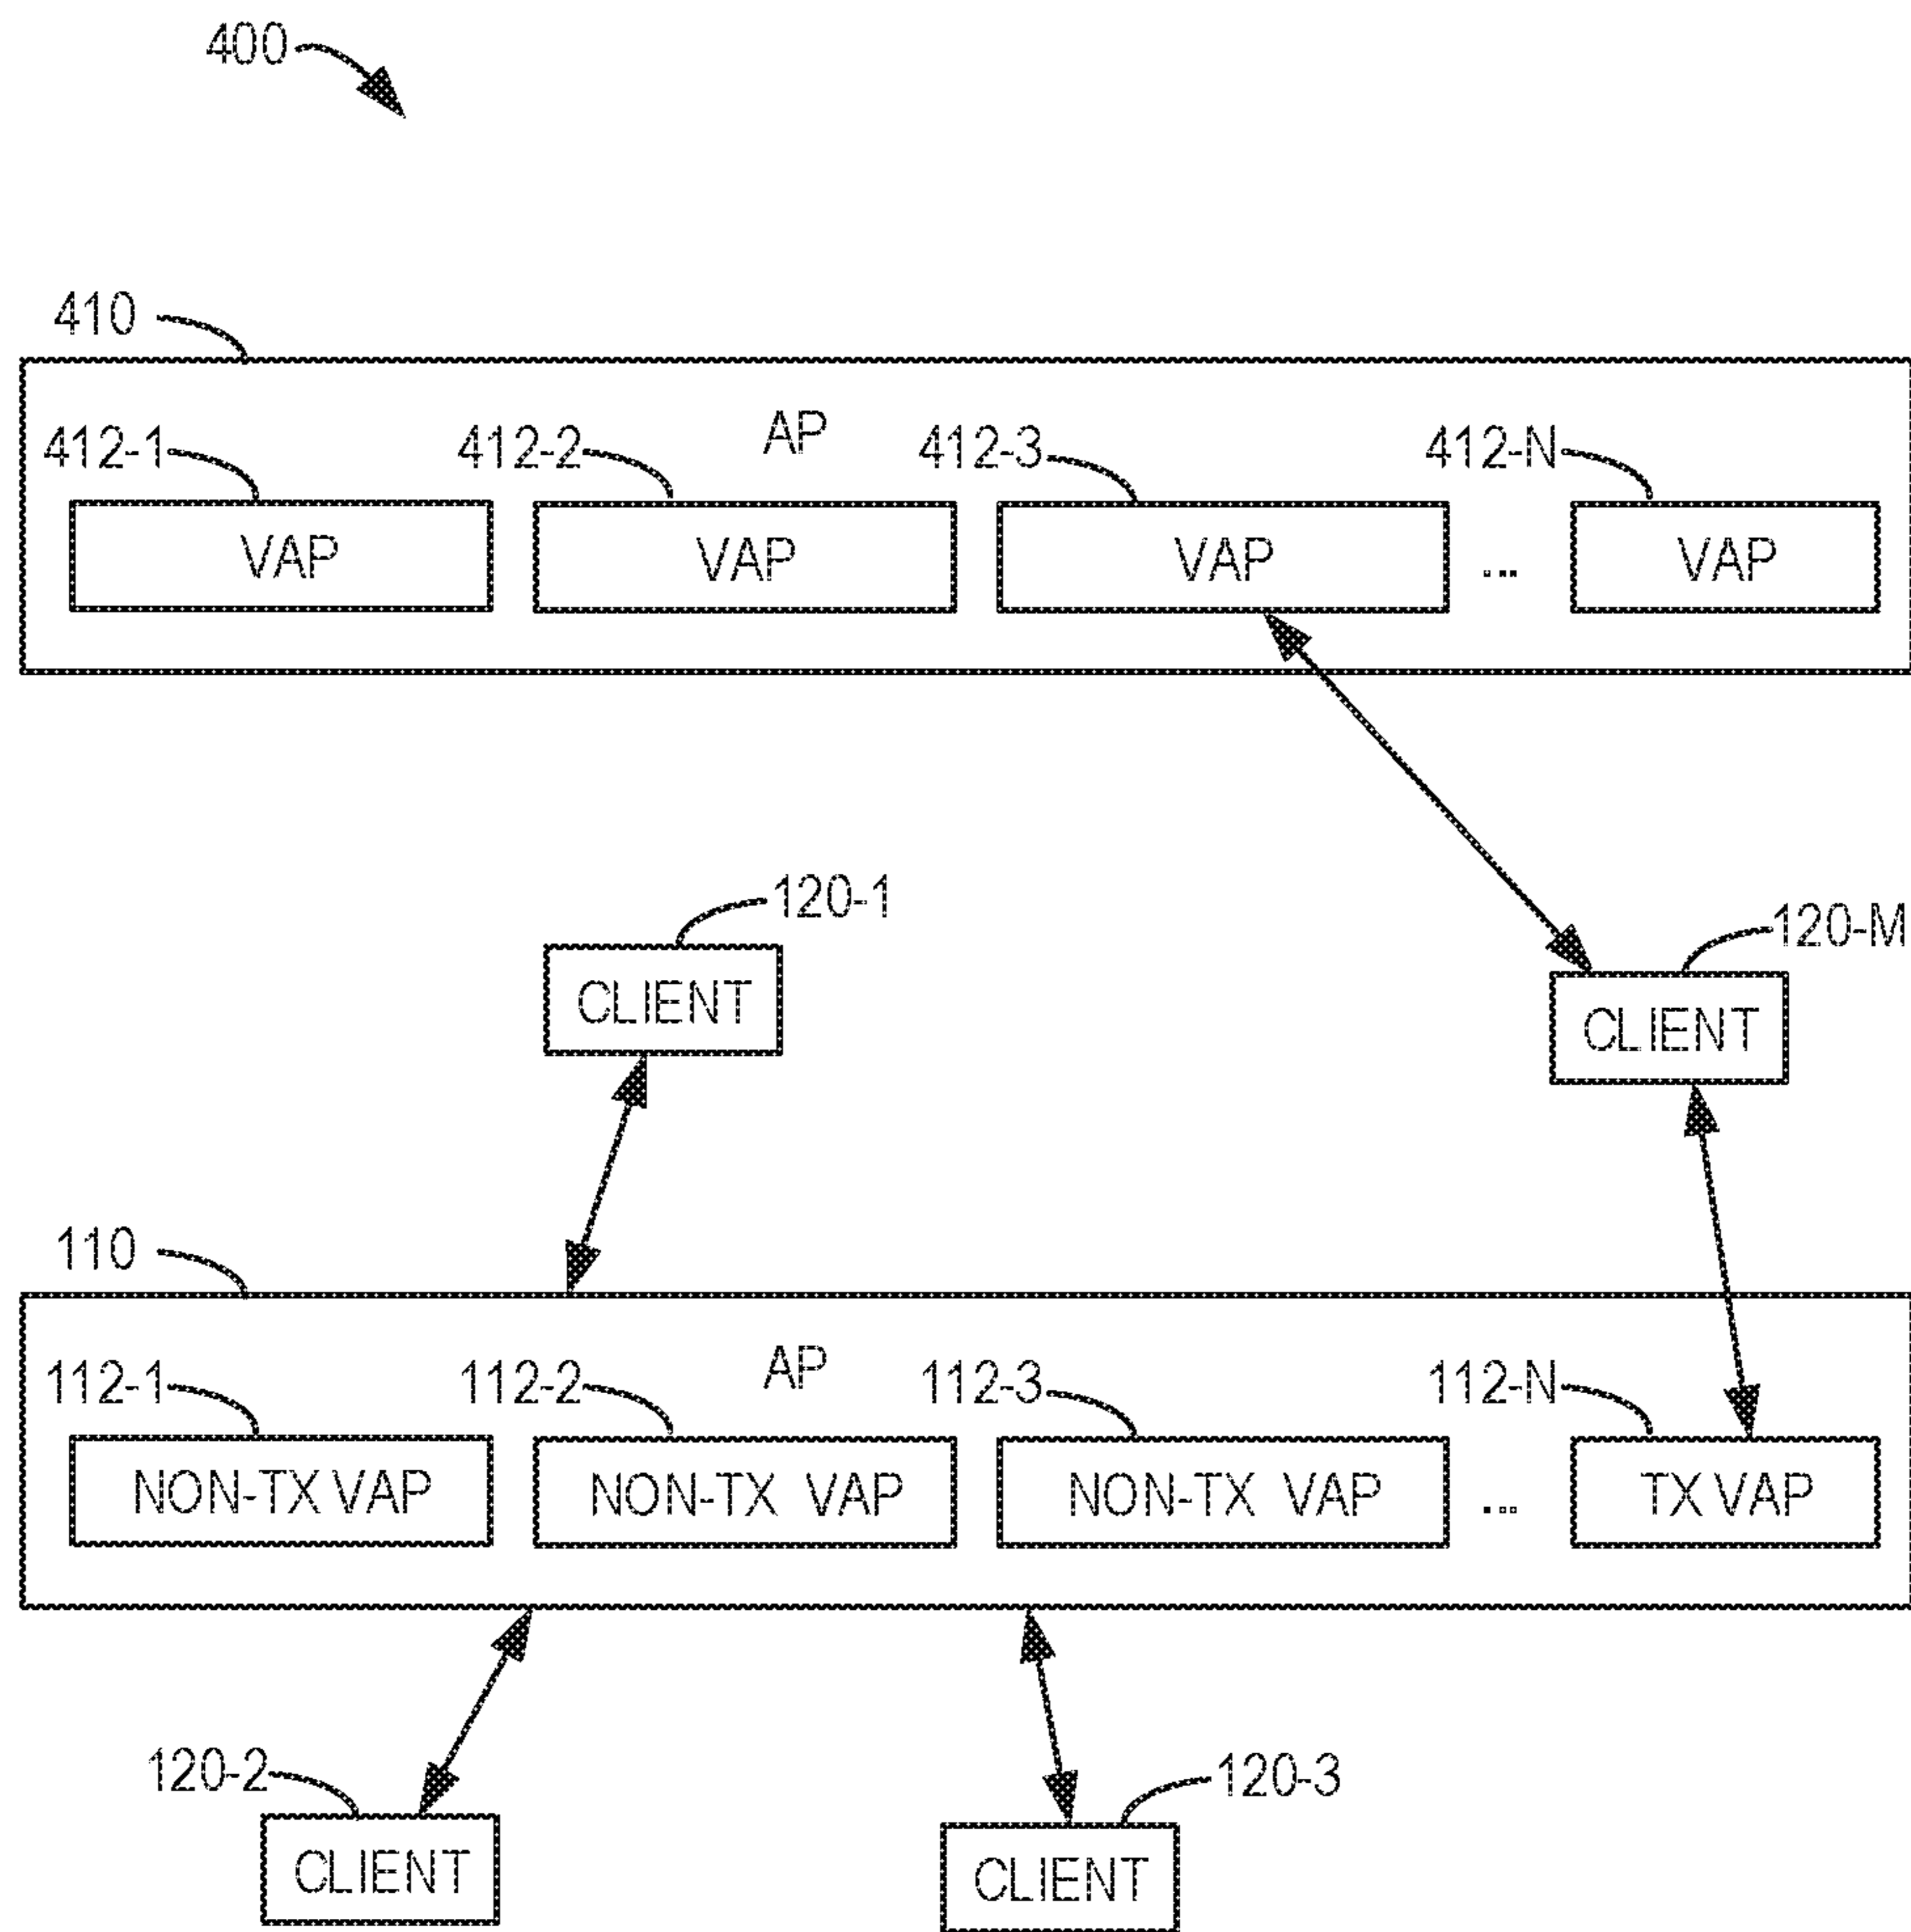 400
410
AP
412-1 412-2 412-3 412-N
VAP VAP VAP ... VAP
120-1
120-M
CLIENT
CLIENT
110
AP
112-1 112-2 112-3 112-N
NON-TX VAP NON-TX VAP NON-TX VAP ... TX VAP
120-2 120-3
CLIENT CLIENT